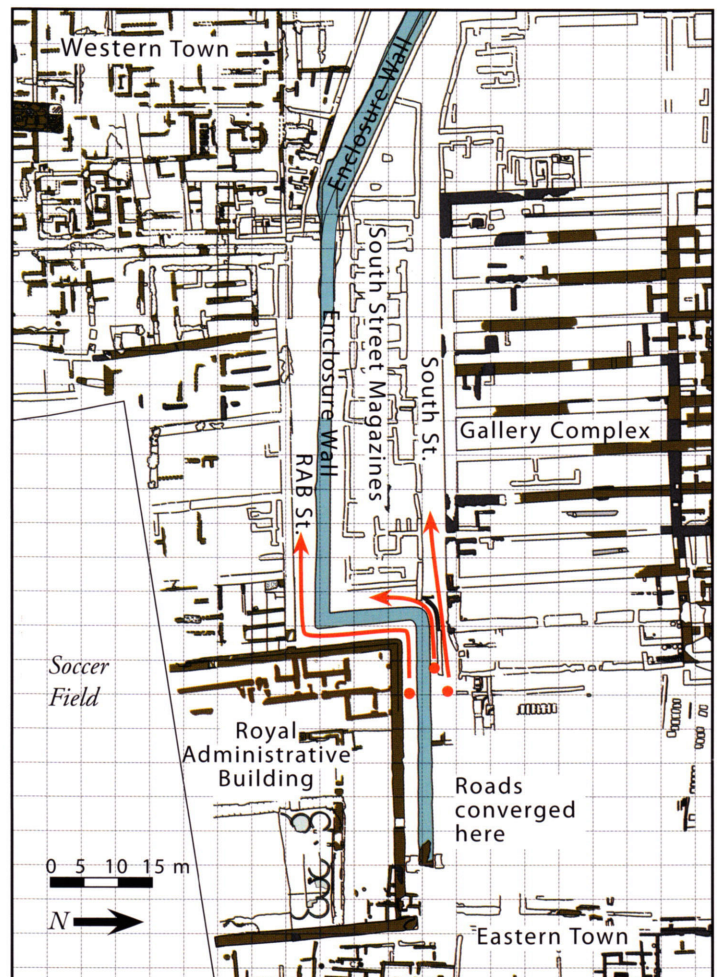 Western Town
Enclosure Wall
South Street Magazines
Enclosure Wall
South St.
Gallery Complex
RAB St.
Soccer
Field
Royal
Administrative
Building
Roads
converged
here
0 5 10 15 m
N
Eastern Town